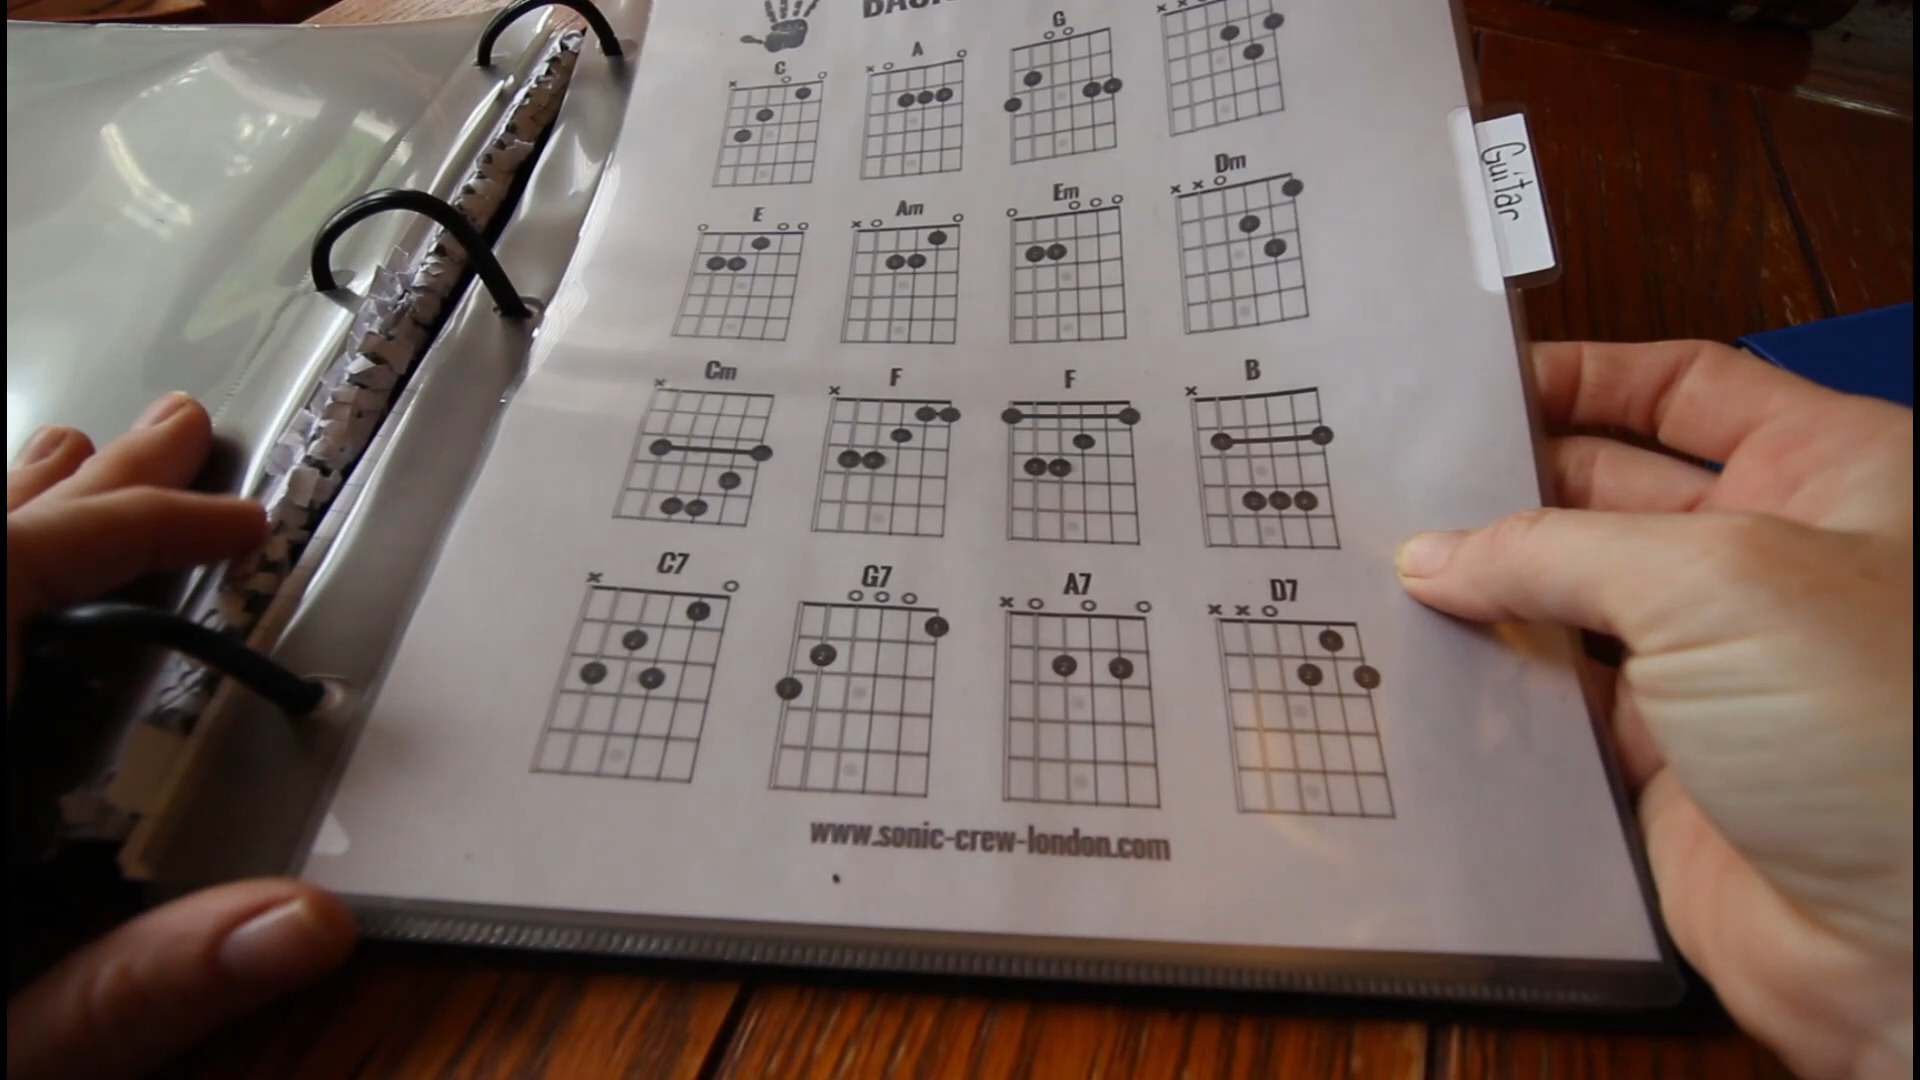 C A G
E Am Em Dm
Cm F F B
C7 G7 A7 D7
www.sonic-crew-london.com
Guitar